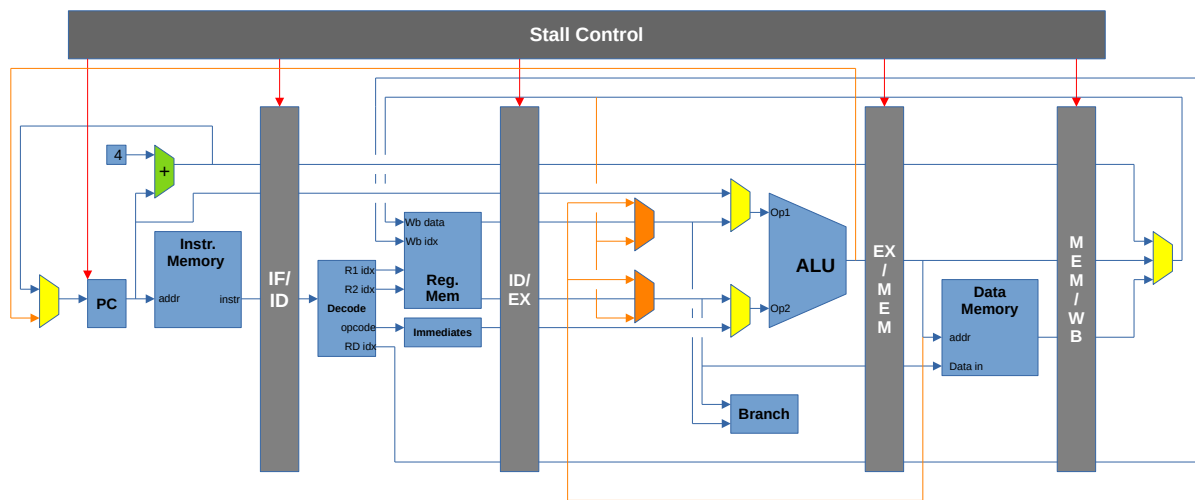 Stall Control
4
+
Instr.
Memory
addr
instr
PC
IF/
ID
R1 idx
R2 idx
Decode
opcode
RD idx
Wb data
Wb idx
Reg.
Mem
Immediates
ID/
EX
Op1
ALU
Op2
Branch
EX
/
M
E
M
Data
Memory
addr
Data in
M
E
M
/
W
B